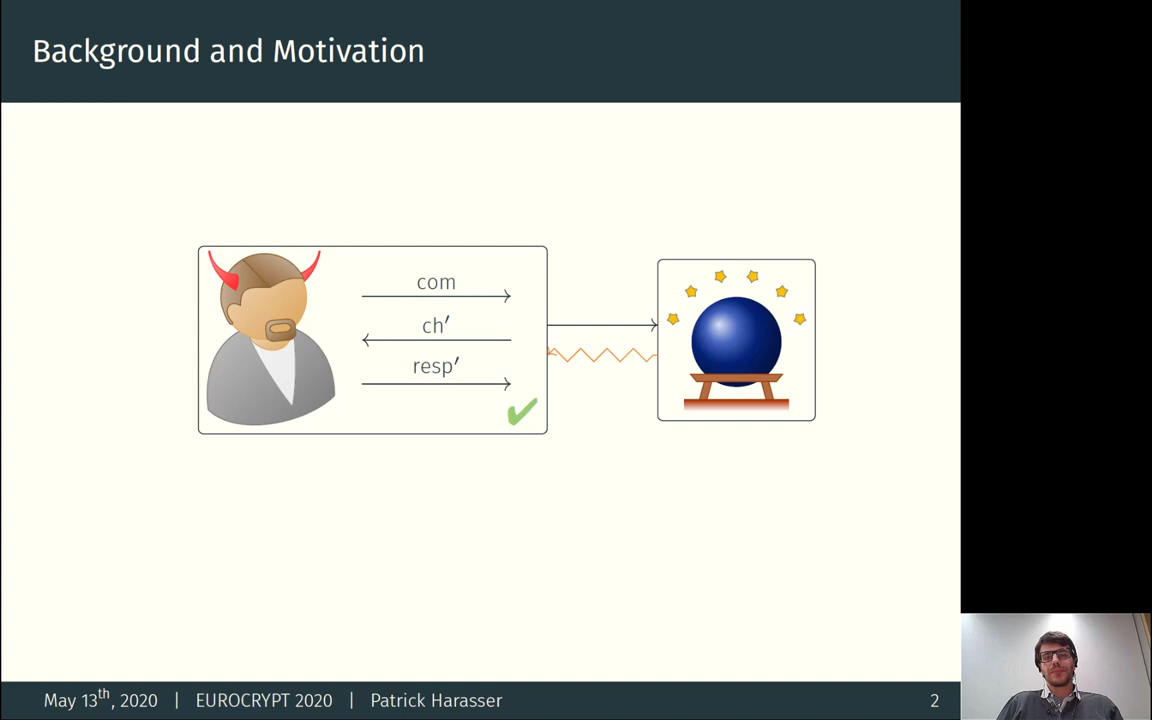 Background and Motivation
com
ch′
resp′
May 13th, 2020 | EUROCRYPT 2020 | Patrick Harasser
2